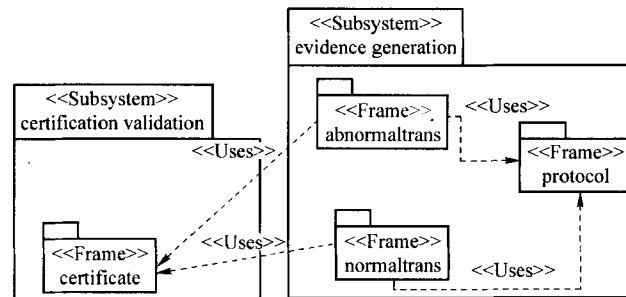 <<Subsystem>>
evidence generation
<<Subsystem>>
certification validation
<<Frame>>
abnormaltrans
<<Uses>>
<<Uses>>
<<Frame>>
protocol
<<Frame>>
certificate
<<Uses>>
<<Frame>>
normaltrans
<<Uses>>